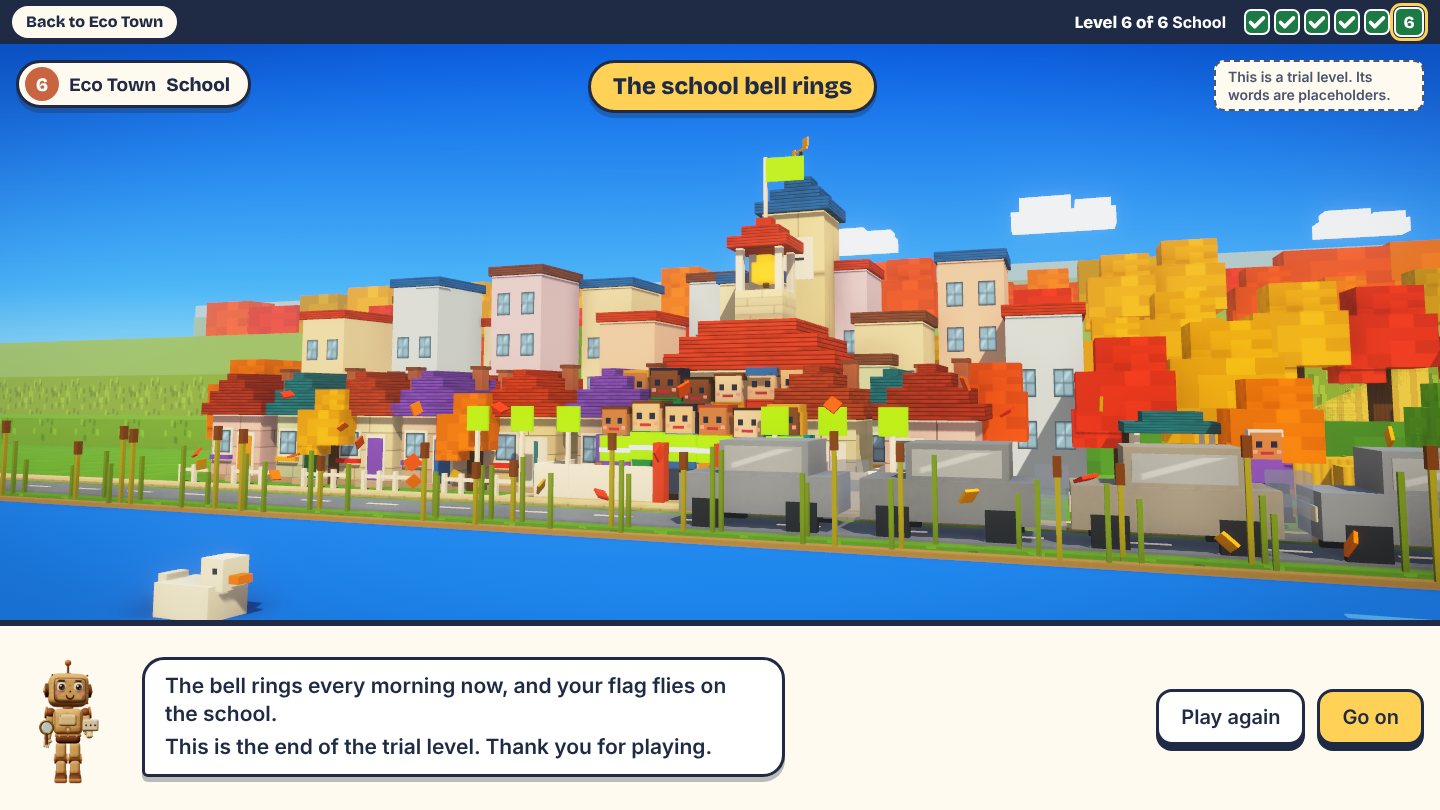 Back to Eco Town
Level 6 of 6 School
6
6 Eco Town School
The school bell rings
This is a trial level. Its
words are placeholders.
The bell rings every morning now, and your flag flies on
the school.
This is the end of the trial level. Thank you for playing.
Play again
Go on